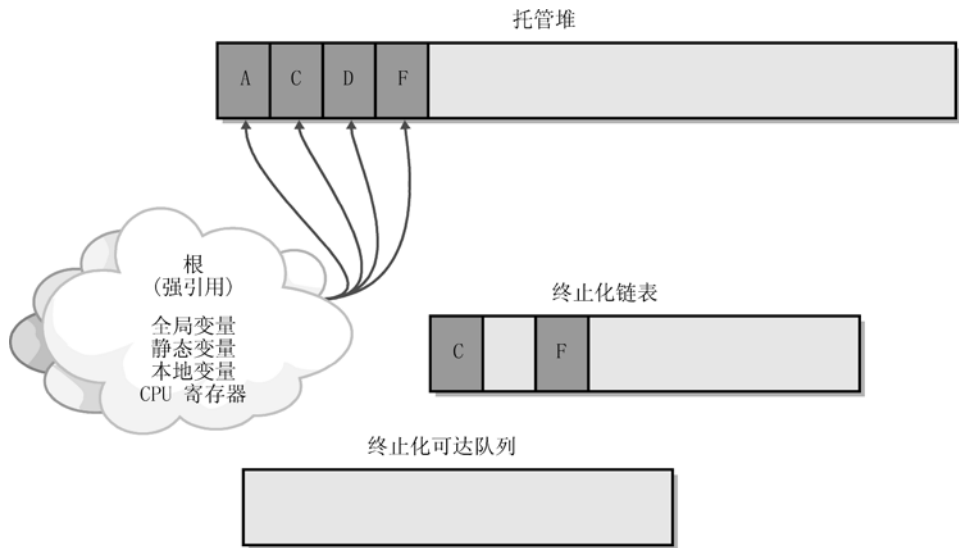 托管堆
A C D F
根
(强引用)
全局变量
静态变量
本地变量
CPU 寄存器
终止化链表
C F
终止化可达队列